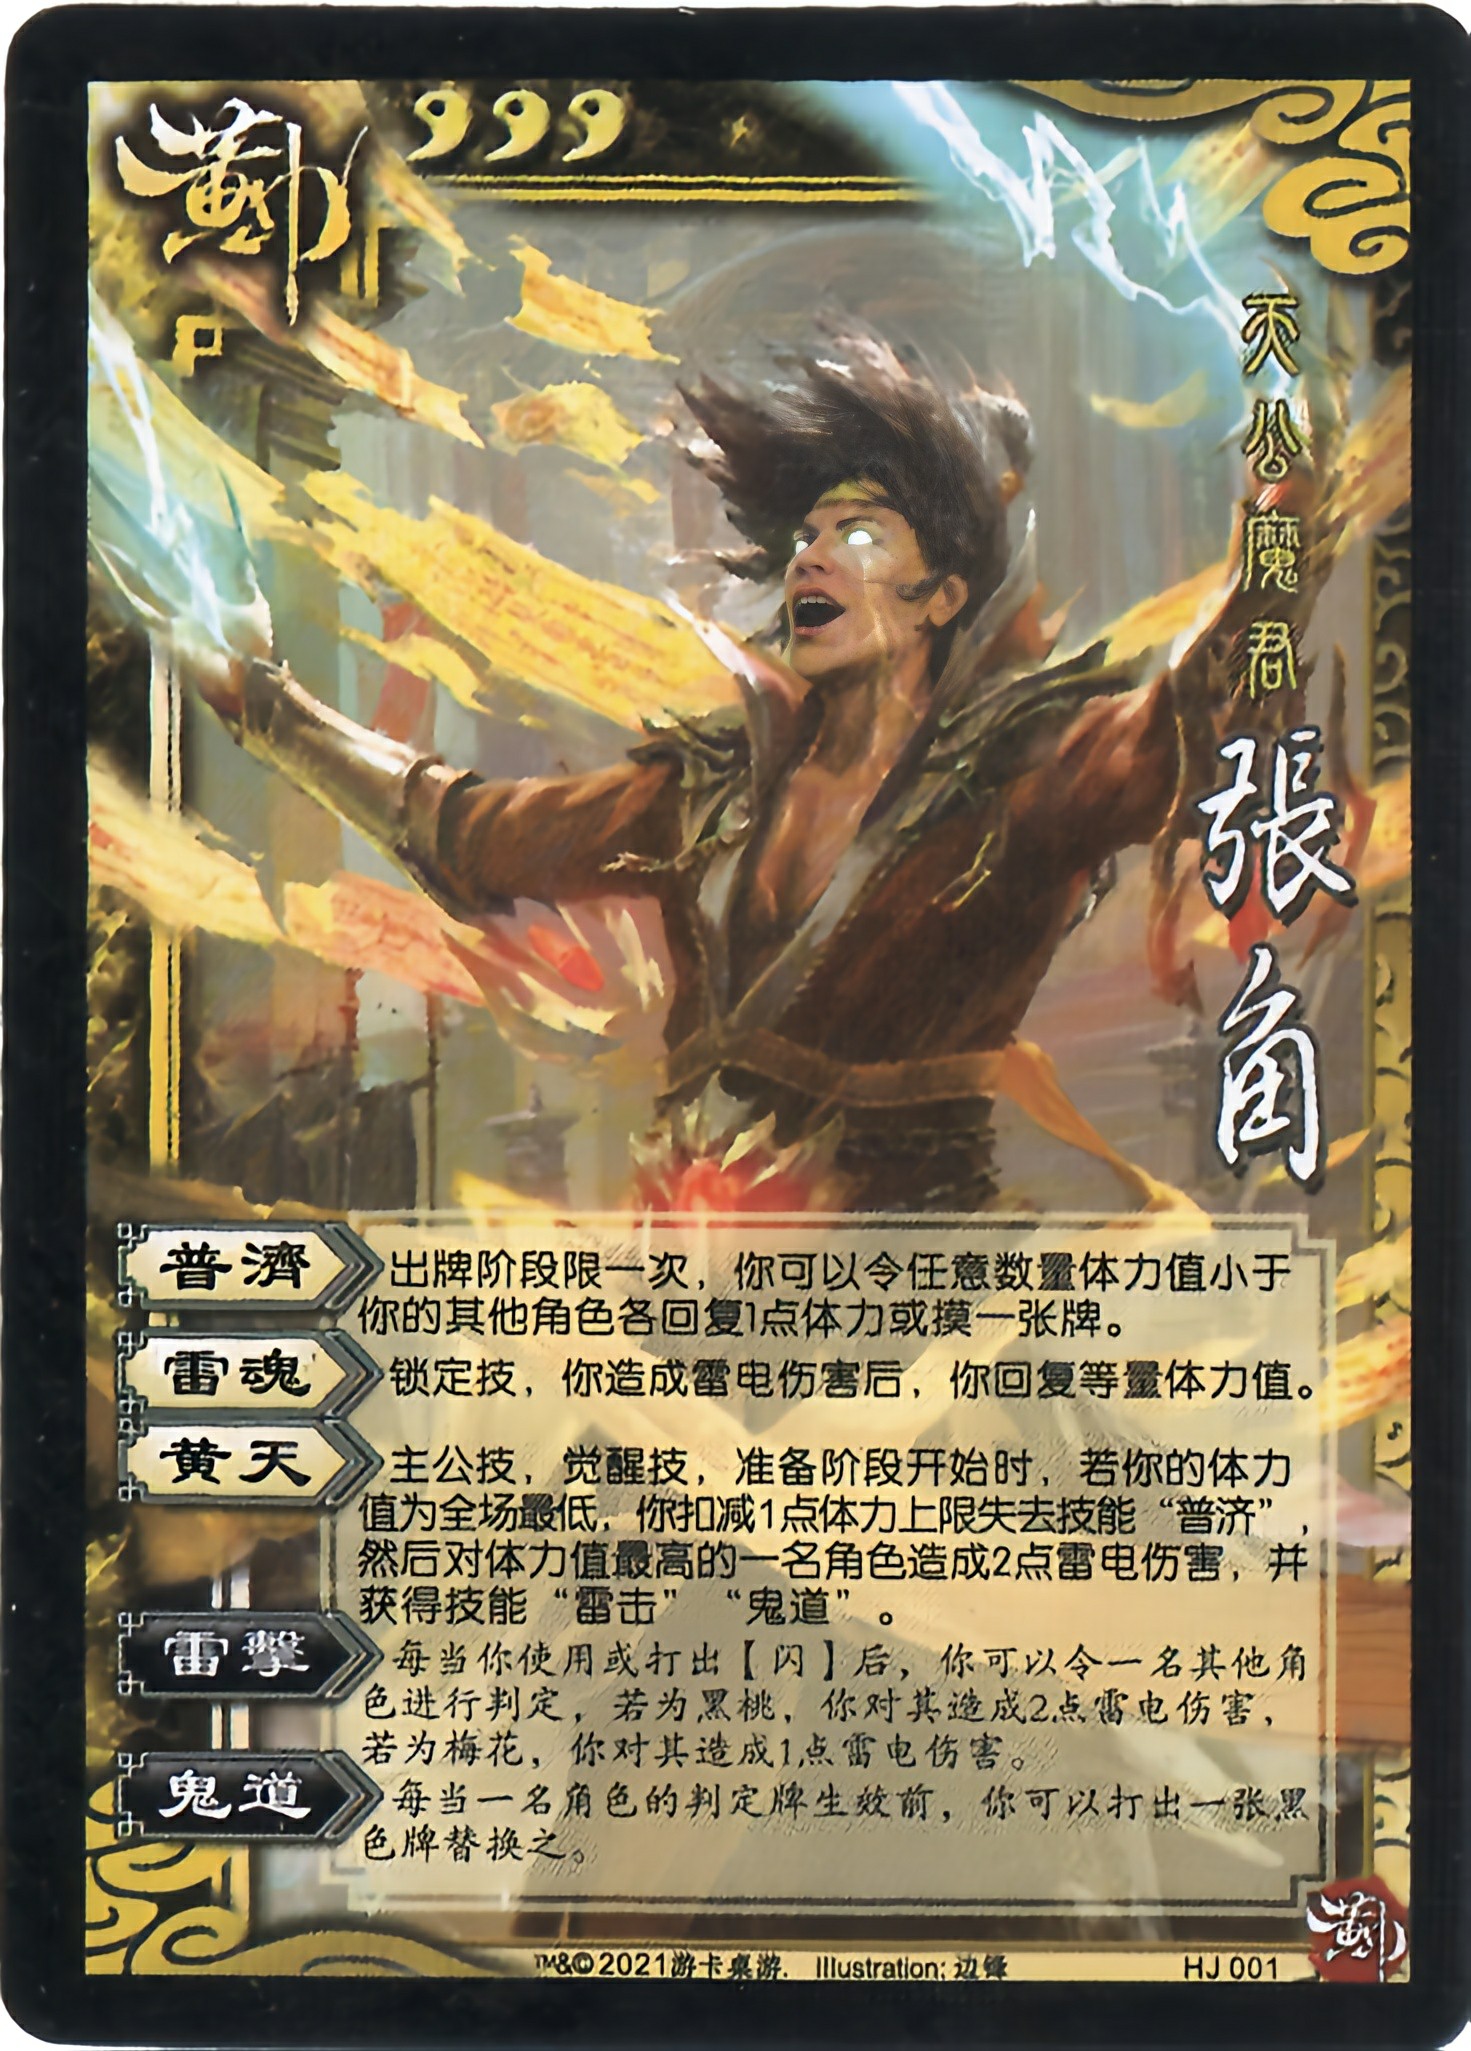 黄巾
天公魔君
張角
普濟
出牌阶段限一次，你可以令任意数量体力值小于
你的其他角色各回复1点体力或摸一张牌。
雷魂
锁定技，你造成雷电伤害后，你回复等量体力值。
黄天
主公技，觉醒技，准备阶段开始时，若你的体力
值为全场最低，你扣减1点体力上限失去技能“普济”，
然后对体力值最高的一名角色造成2点雷电伤害，并
获得技能“雷击”“鬼道”。
雷擊
每当你使用或打出【闪】后，你可以令一名其他角
色进行判定，若为黑桃，你对其造成2点雷电伤害，
若为梅花，你对其造成1点雷电伤害。
鬼道
每当一名角色的判定牌生效前，你可以打出一张黑
色牌替换之。
™&©2021游卡桌游. Illustration; 边锋
HJ 001
黄巾